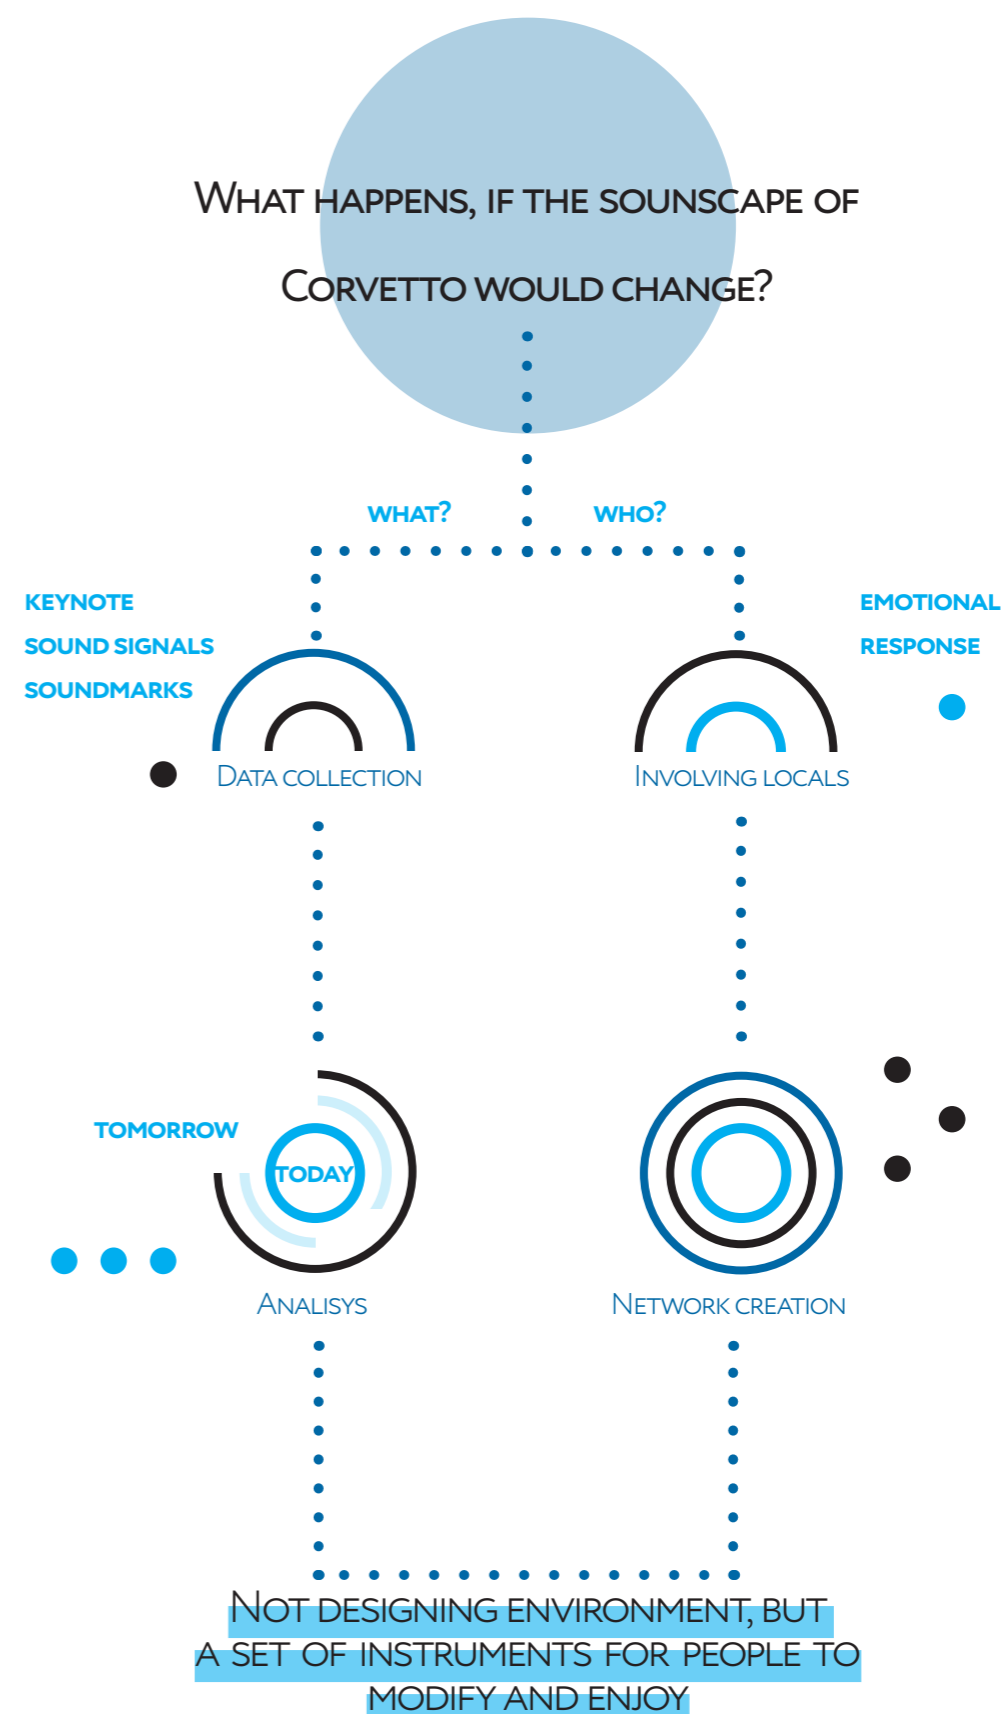 What happens, if the sounscape of
Corvetto would change?
what?
who?
keynote
sound signals
soundmarks
emotional
response
Data collection
Involving locals
tomorrow
today
Analisys
Network creation
Not designing environment, but
a set of instruments for people to
modify and enjoy